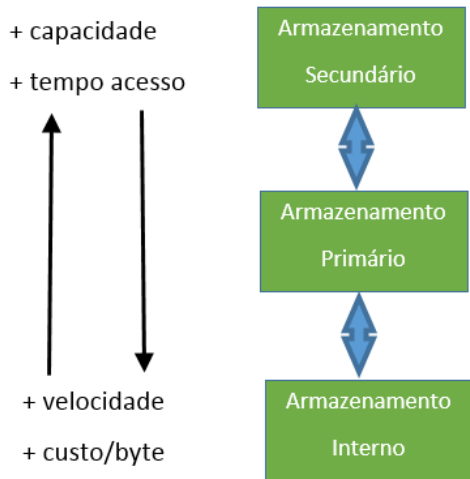 + capacidade
+ tempo acesso
+ velocidade
+ custo/byte
Armazenamento
Secundário
Armazenamento
Primário
Armazenamento
Interno